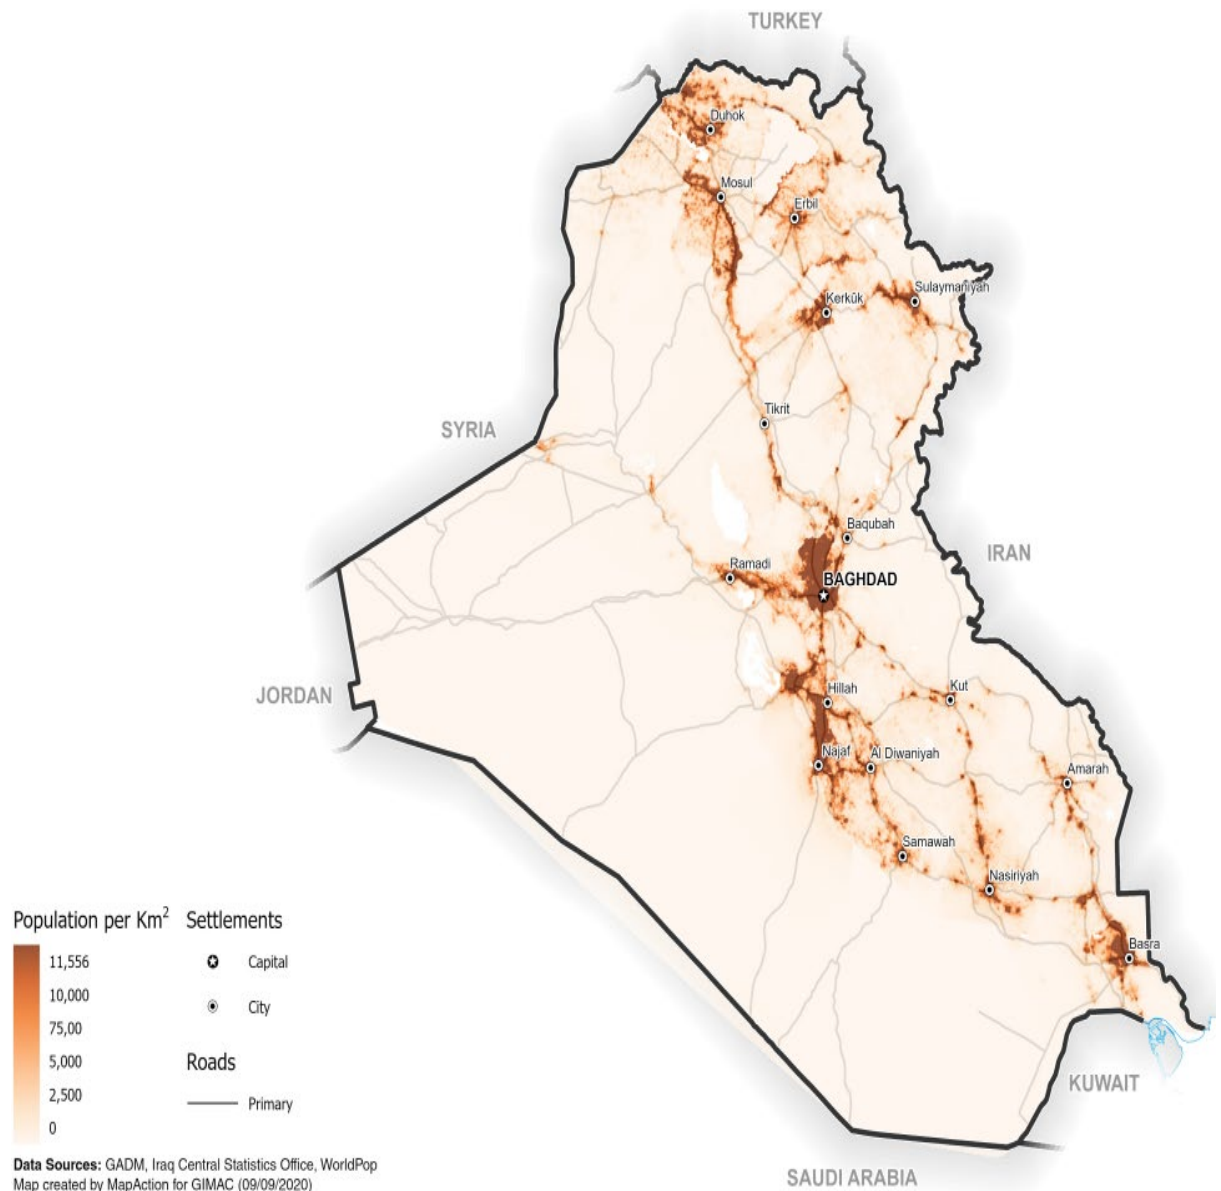 TURKEY
Duhok
Mosul
Erbil
Kerkûk
Sulaymaniyah
Tikrit
SYRIA
Baqubah
IRAN
Ramadi
BAGHDAD
JORDAN
Hillah
Kut
Najaf
Al Diwaniyah
Amarah
Samawah
Nasiriyah
Basra
KUWAIT
SAUDI ARABIA
Population per Km²
11,556
10,000
75,00
5,000
2,500
0
Settlements
Capital
City
Roads
Primary
Data Sources: GADM, Iraq Central Statistics Office, WorldPop
Map created by MapAction for GIMAC (09/09/2020)